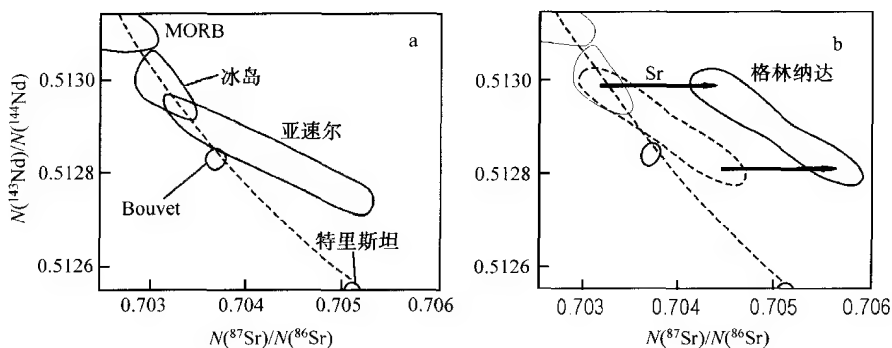 MORB
a
冰岛
亚速尔
Bouvet
特里斯坦
0.5130
0.5128
0.5126
0.703
0.704
0.705
0.706
N(¹⁴³Nd)/N(¹⁴⁴Nd)
N(⁸⁷Sr)/N(⁸⁶Sr)
b
Sr
格林纳达
0.5130
0.5128
0.5126
0.703
0.704
0.705
0.706
N(⁸⁷Sr)/N(⁸⁶Sr)